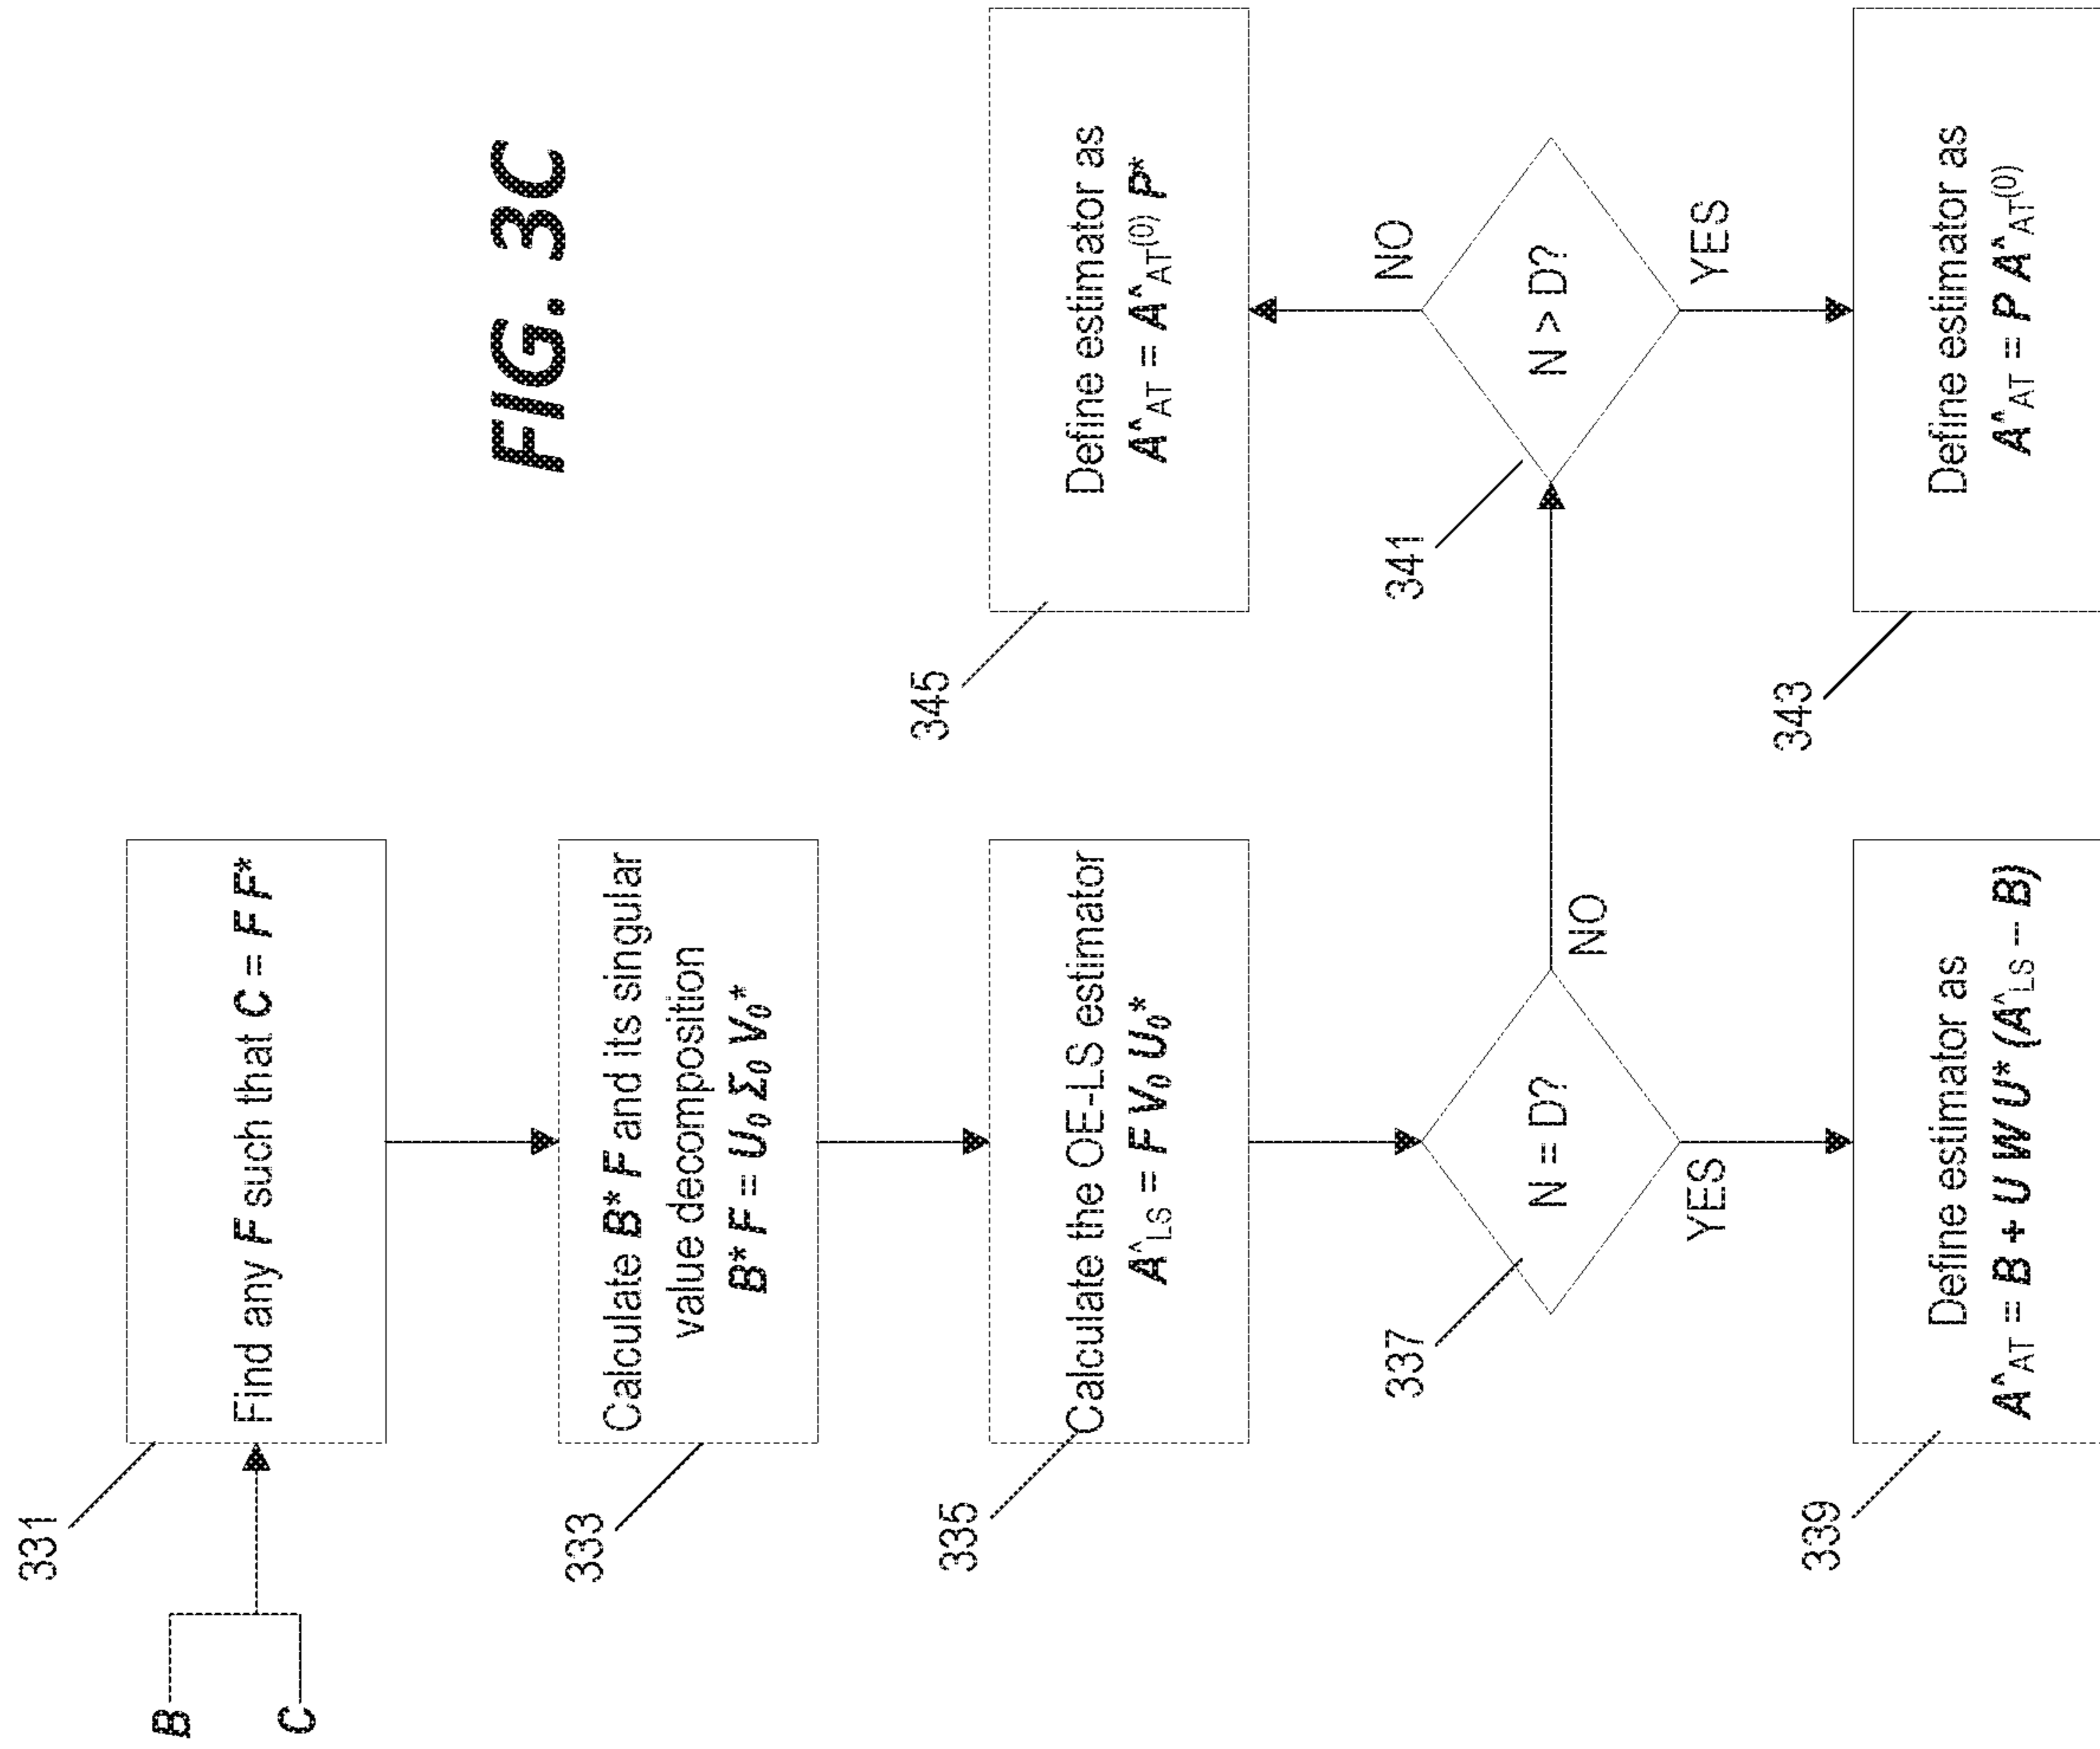 FIG. 3C
B
C
331
Find any F such that C = F F*
333
Calculate B* F and its singular
value decomposition
B* F = U₀ Σ₀ V₀*
335
Calculate the OE-LS estimator
A^LS = F V₀ U₀*
337
N = D?
YES
NO
339
Define estimator as
A^AT = B + U W U* (A^LS – B)
341
N > D?
NO
YES
345
Define estimator as
A^AT = A^AT⁽⁰⁾ P*
343
Define estimator as
A^AT = P A^AT⁽⁰⁾